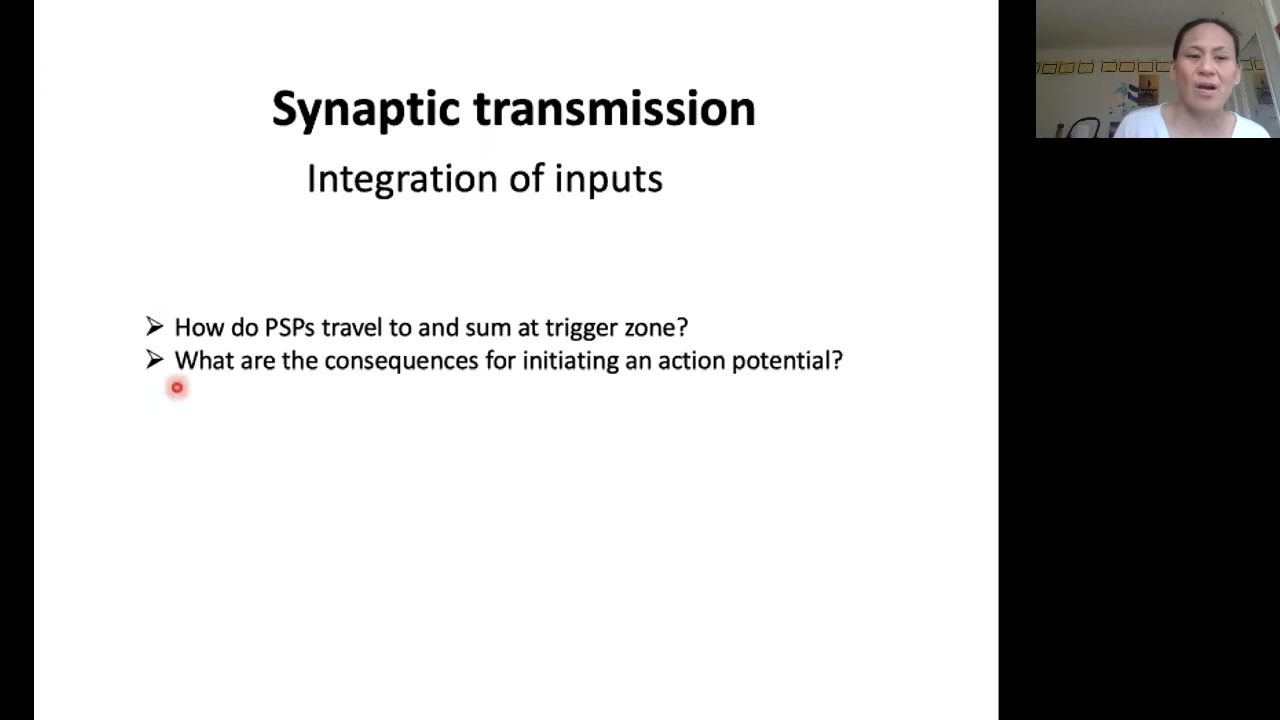 Synaptic transmission
Integration of inputs
➢ How do PSPs travel to and sum at trigger zone?
➢ What are the consequences for initiating an action potential?